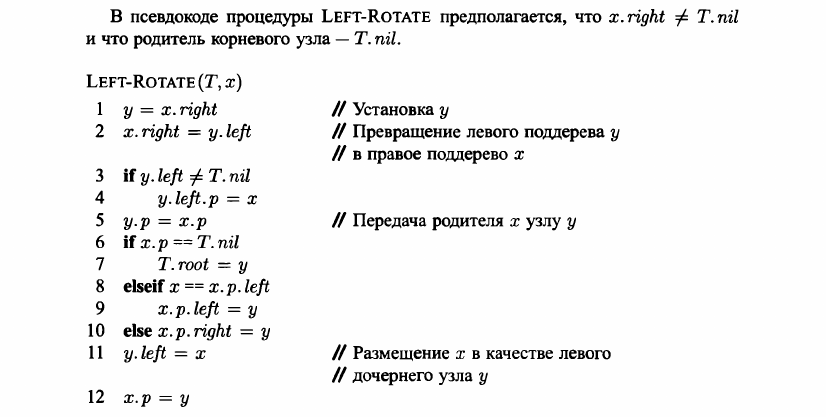 В псевдокоде процедуры LEFT-ROTATE предполагается, что x.right ≠ T.nil
и что родитель корневого узла — T.nil.
LEFT-ROTATE(T, x)
1 y = x.right // Установка y
2 x.right = y.left // Превращение левого поддерева y
// в правое поддерево x
3 if y.left ≠ T.nil
4 y.left.p = x
5 y.p = x.p // Передача родителя x узлу y
6 if x.p == T.nil
7 T.root = y
8 elseif x == x.p.left
9 x.p.left = y
10 else x.p.right = y
11 y.left = x // Размещение x в качестве левого
// дочернего узла y
12 x.p = y